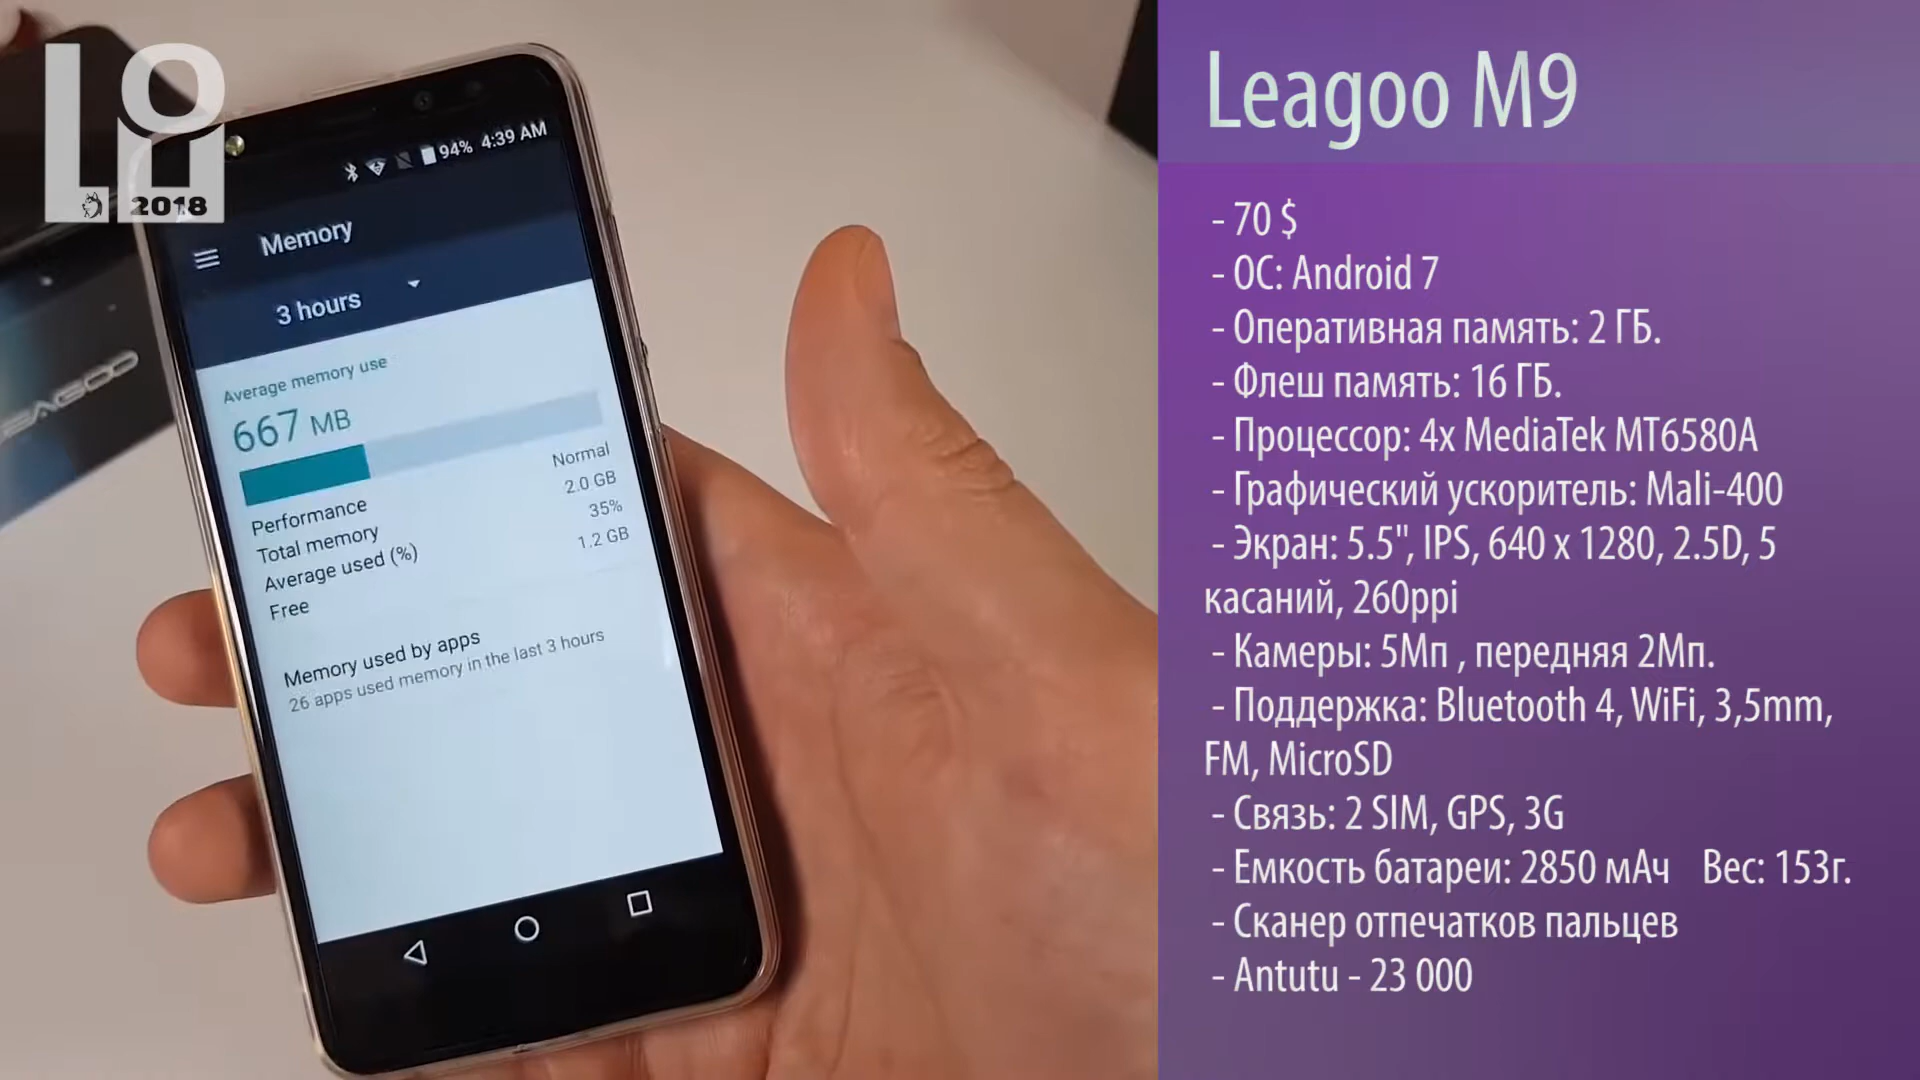 LOI
2018
94% 4:39 AM
Memory
3 hours
Average memory use
667 MB
Performance Normal
Total memory 2.0 GB
Average used (%) 35%
Free 1.2 GB
Memory used by apps
26 apps used memory in the last 3 hours
Leagoo M9
- 70 $
- ОС: Android 7
- Оперативная память: 2 ГБ.
- Флеш память: 16 ГБ.
- Процессор: 4x MediaTek MT6580A
- Графический ускоритель: Mali-400
- Экран: 5.5", IPS, 640 x 1280, 2.5D, 5
касаний, 260ppi
- Камеры: 5Мп , передняя 2Мп.
- Поддержка: Bluetooth 4, WiFi, 3,5mm,
FM, MicroSD
- Связь: 2 SIM, GPS, 3G
- Емкость батареи: 2850 мАч Вес: 153г.
- Сканер отпечатков пальцев
- Antutu - 23 000